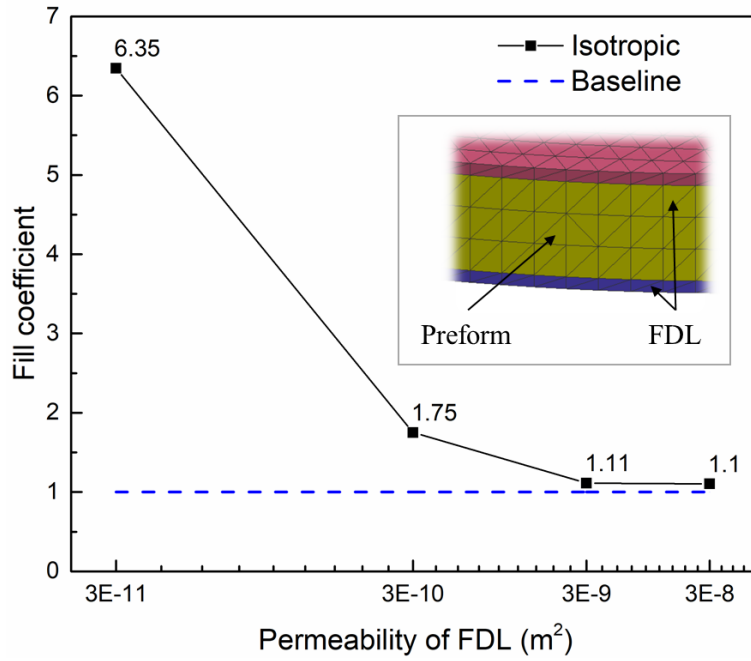 7
6
5
4
3
2
1
0
Fill coefficient
6.35
1.75
1.11
1.1
Isotropic
Baseline
Preform
FDL
3E-11
3E-10
3E-9
3E-8
Permeability of FDL (m²)